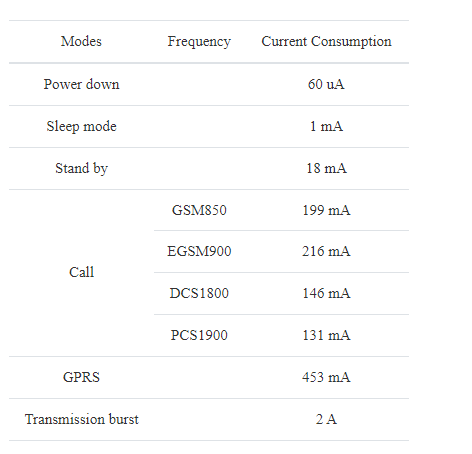 Modes Frequency Current Consumption
Power down 60 uA
Sleep mode 1 mA
Stand by 18 mA
GSM850 199 mA
EGSM900 216 mA
Call
DCS1800 146 mA
PCS1900 131 mA
GPRS 453 mA
Transmission burst 2 A